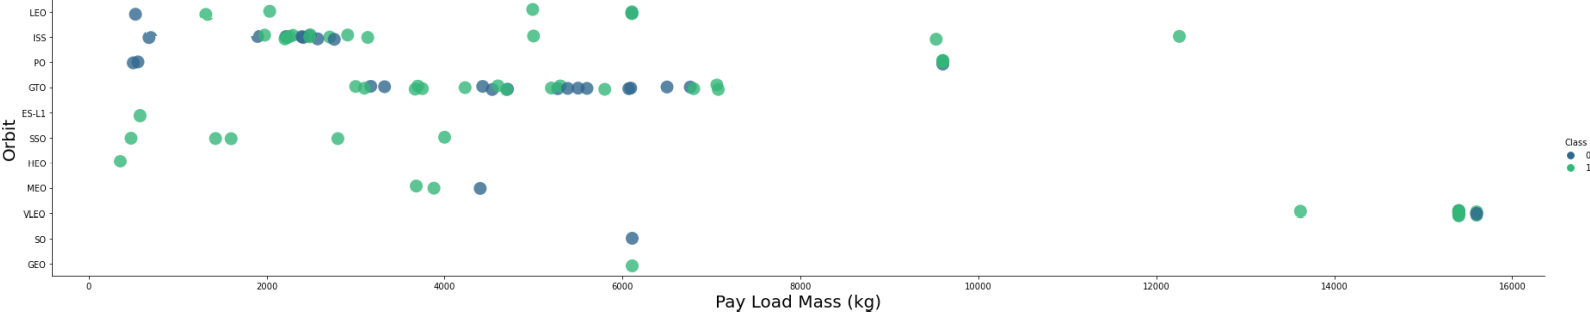 LEO
ISS
PO
GTO
ES-L1
SSO
HEO
MEO
VLEO
SO
GEO
Orbit
0 2000 4000 6000 8000 10000 12000 14000 16000
Pay Load Mass (kg)
Class
0
1